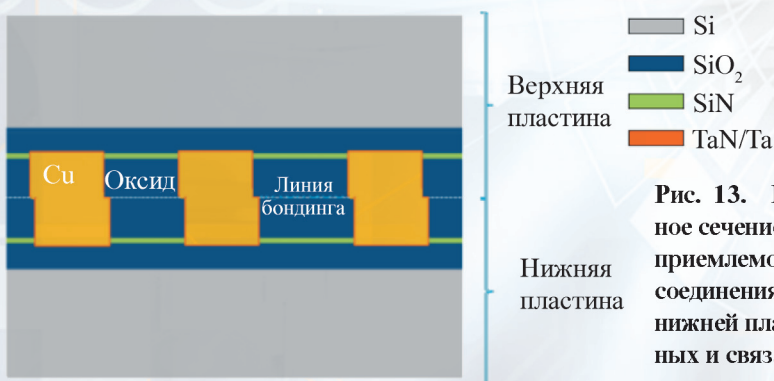 Cu
Оксид
Линия
бондинга
Верхняя
пластина
Нижняя
пластина
Si
SiO₂
SiN
TaN/Ta
Рис. 13.
ное сечение
приемлемо
соединения
нижней пла
ных и связ